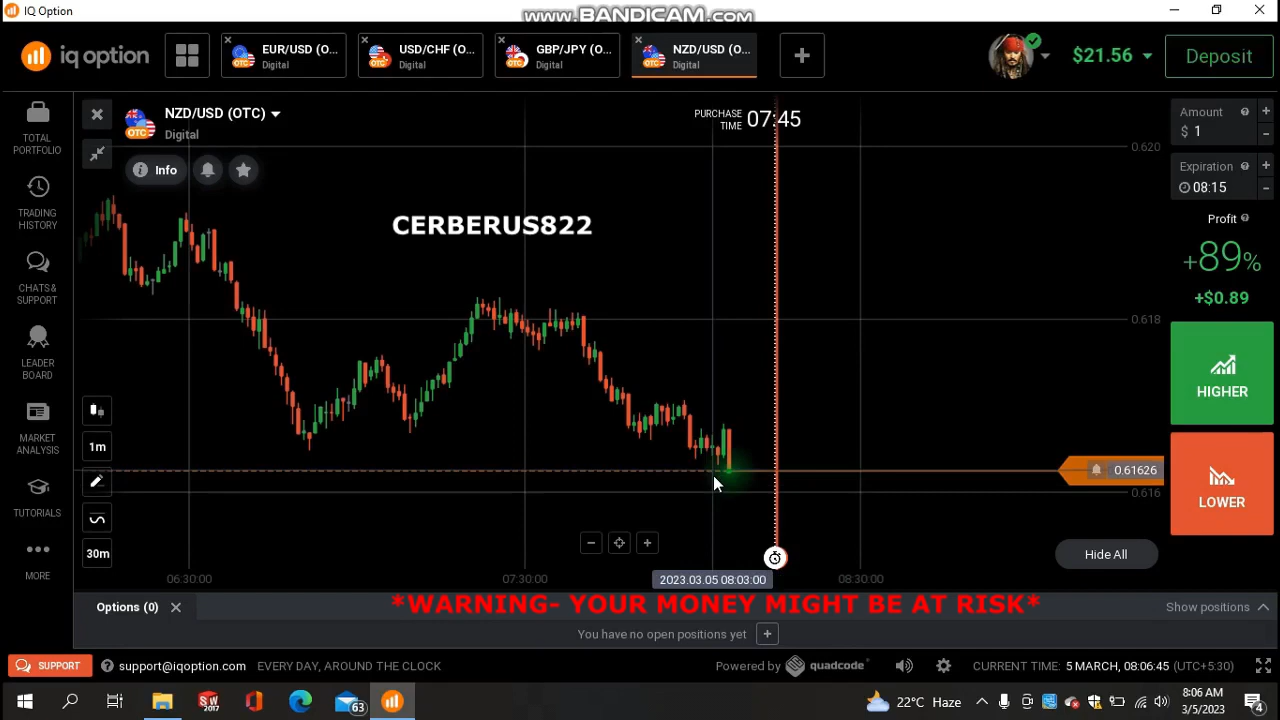 IQ Option
www.BANDICAM.com
iq option
EUR/USD (O...
Digital
USD/CHF (O...
Digital
GBP/JPY (O...
Digital
NZD/USD (O...
Digital
$21.56
Deposit
TOTAL
PORTFOLIO
TRADING
HISTORY
CHATS &
SUPPORT
LEADER
BOARD
MARKET
ANALYSIS
TUTORIALS
MORE
NZD/USD (OTC)
OTC
Digital
Info
PURCHASE
TIME
07:45
CERBERUS822
0.620
0.618
0.61626
0.616
1m
30m
Hide All
06:30:00
07:30:00
2023.03.05 08:03:00
08:30:00
Amount
$ 1
Expiration
08:15
Profit
+89%
+$0.89
HIGHER
LOWER
Options (0)
*WARNING- YOUR MONEY MIGHT BE AT RISK*
Show positions
You have no open positions yet
SUPPORT
support@iqoption.com
EVERY DAY, AROUND THE CLOCK
Powered by quadcode
CURRENT TIME: 5 MARCH, 08:06:45 (UTC+5:30)
SW
2017
63
22°C Haze
8:06 AM
3/5/2023
4